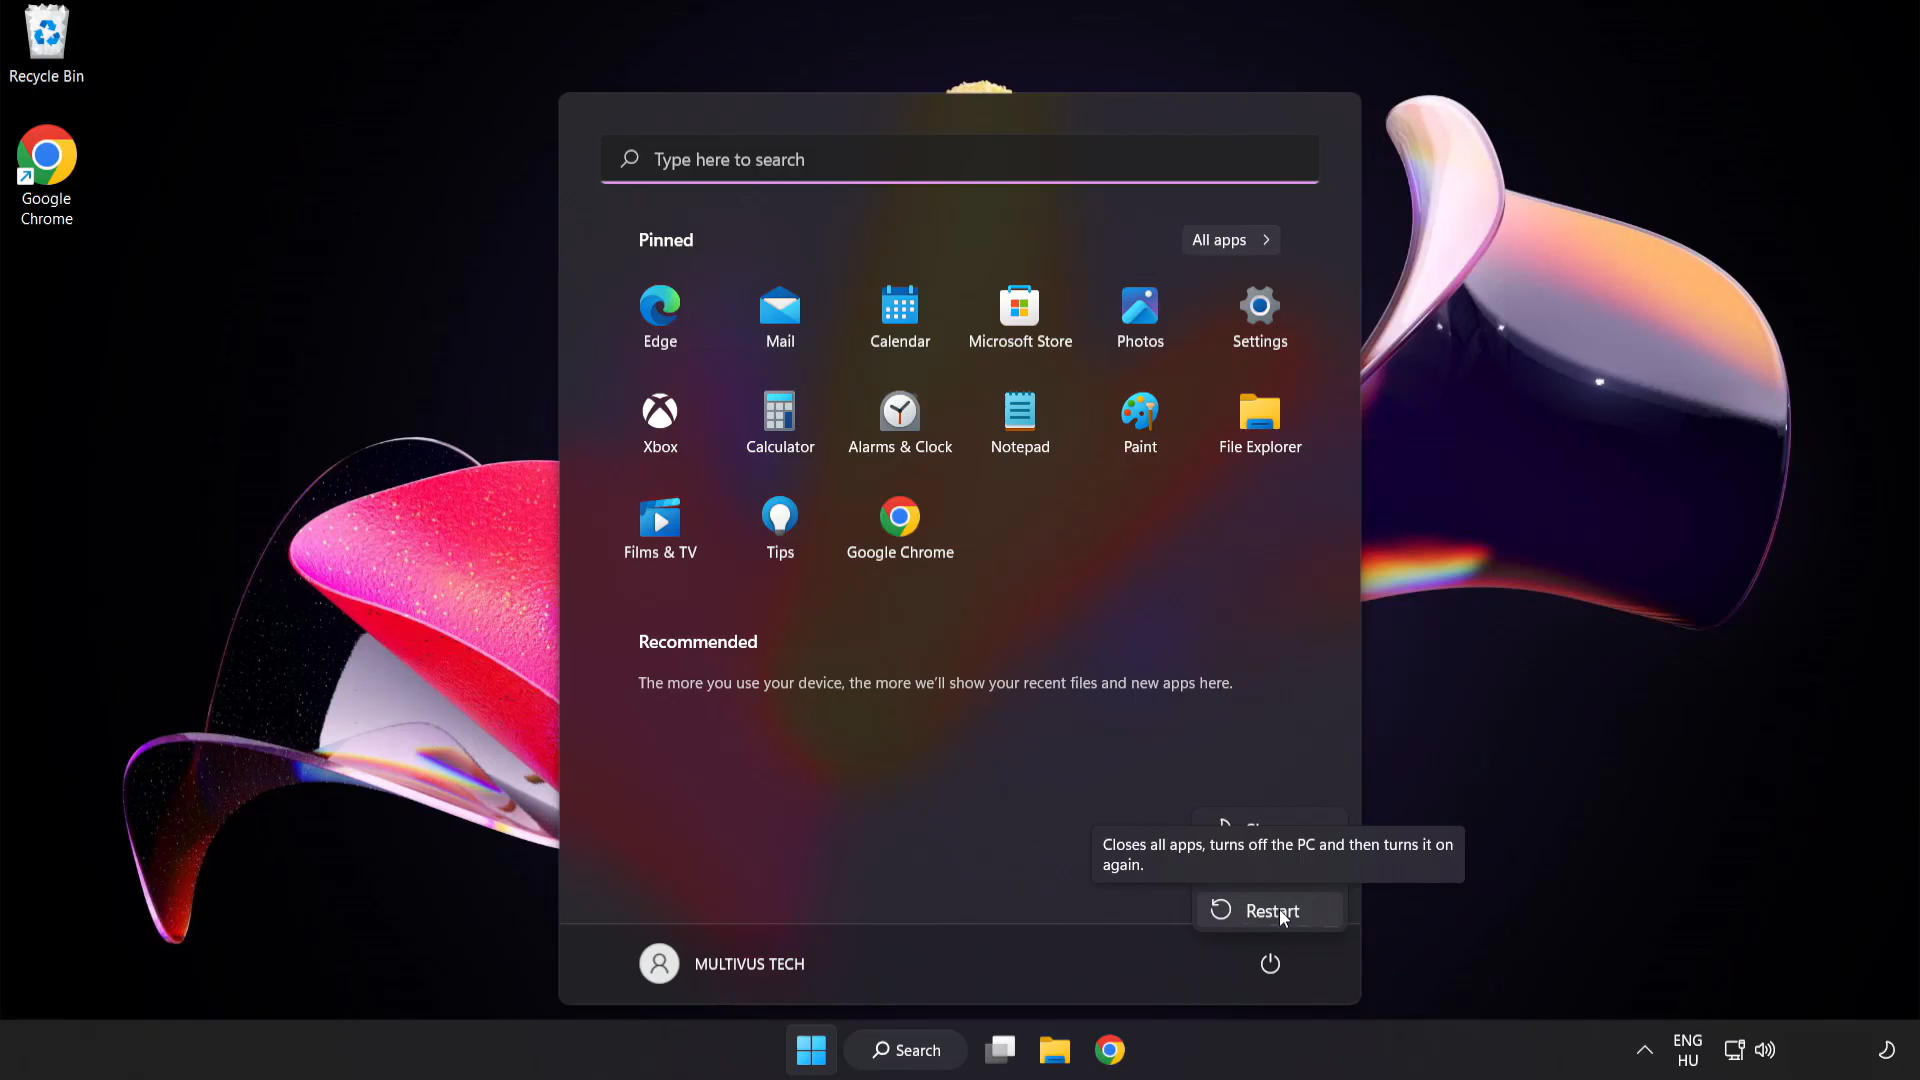 Recycle Bin
Google
Chrome
Type here to search
Pinned
All apps
Edge
Mail
Calendar
Microsoft Store
Photos
Settings
Xbox
Calculator
Alarms & Clock
Notepad
Paint
File Explorer
Films & TV
Tips
Google Chrome
Recommended
The more you use your device, the more we'll show your recent files and new apps here.
Closes all apps, turns off the PC and then turns it on
again.
Restart
MULTIVUS TECH
Search
ENG
HU